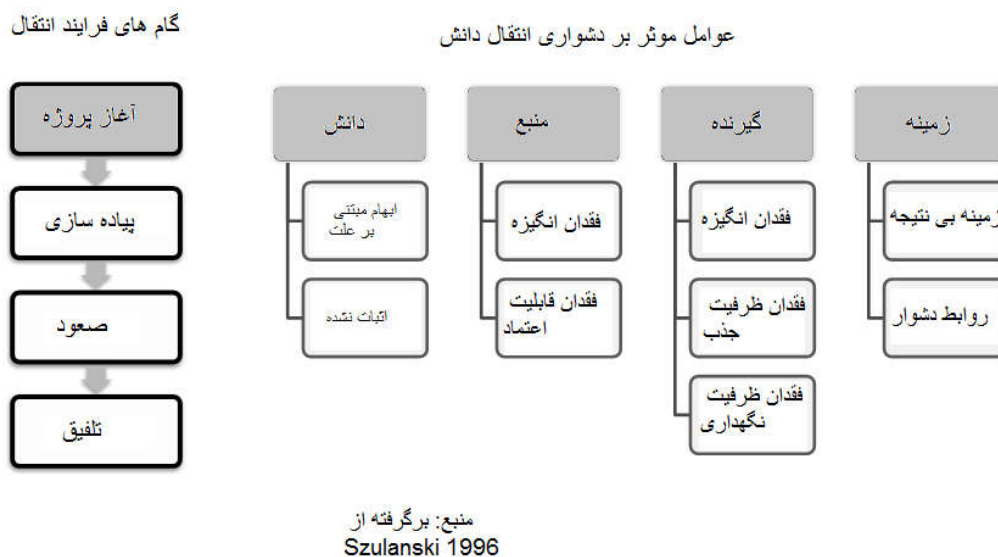 گام های فرایند انتقال
عوامل موثر بر دشواری انتقال دانش
آغاز پروژه
پیاده سازی
صعود
تلفیق
دانش
ابهام مبتنی
بر علت
اثبات نشده
منبع
فقدان انگیزه
فقدان قابلیت
اعتماد
گیرنده
فقدان انگیزه
فقدان ظرفیت
جذب
فقدان ظرفیت
نگهداری
زمینه
زمینه بی نتیجه
روابط دشوار
منبع: برگرفته از
Szulanski 1996